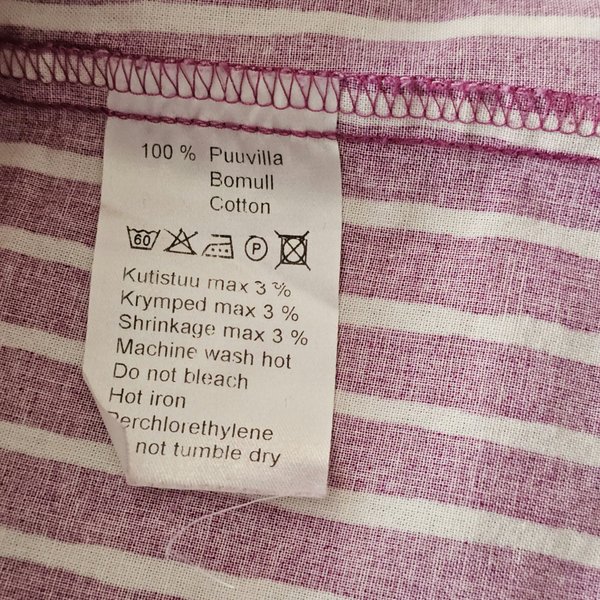 100 % Puuvilla
Bomull
Cotton
60 P
Kutistuu max 3 %
Krymped max 3 %
Shrinkage max 3 %
Machine wash hot
Do not bleach
Hot iron
Perchlorethylene
not tumble dry